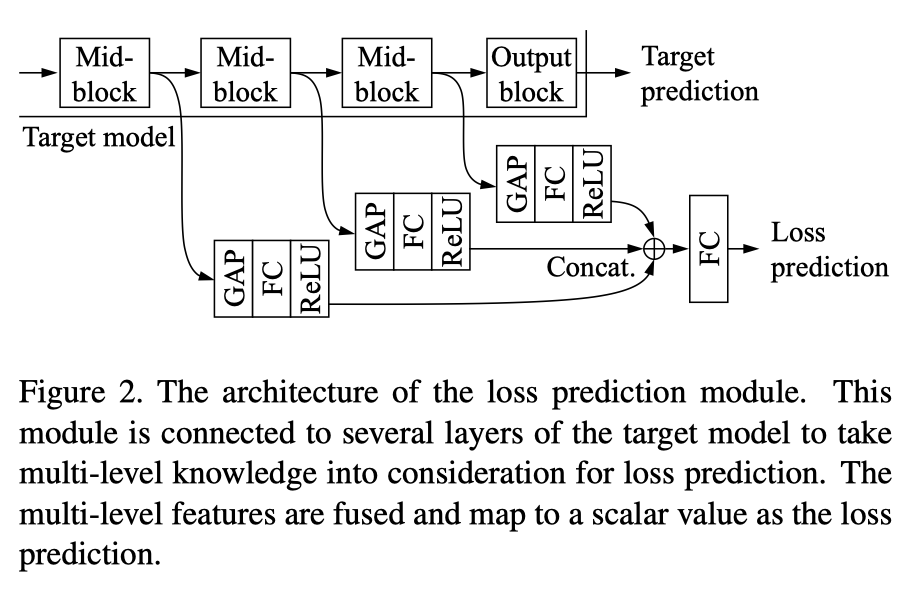 Mid-
block
Mid-
block
Mid-
block
Output
block
Target
prediction
Target model
GAP
FC
ReLU
GAP
FC
ReLU
GAP
FC
ReLU
Concat.
FC
Loss
prediction
Figure 2. The architecture of the loss prediction module. This
module is connected to several layers of the target model to take
multi-level knowledge into consideration for loss prediction. The
multi-level features are fused and map to a scalar value as the loss
prediction.